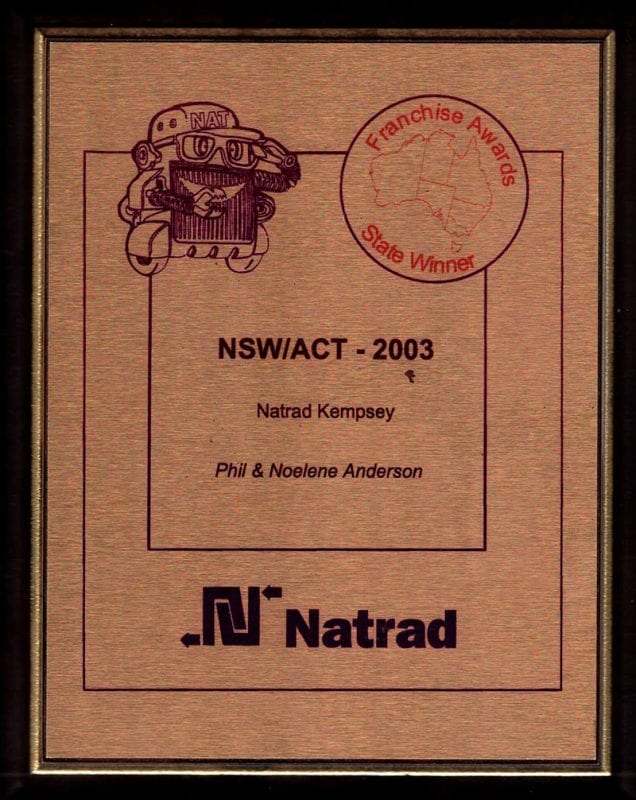 NAT
Franchise Awards
State Winner
NSW/ACT - 2003
Natrad Kempsey
Phil & Noelene Anderson
Natrad